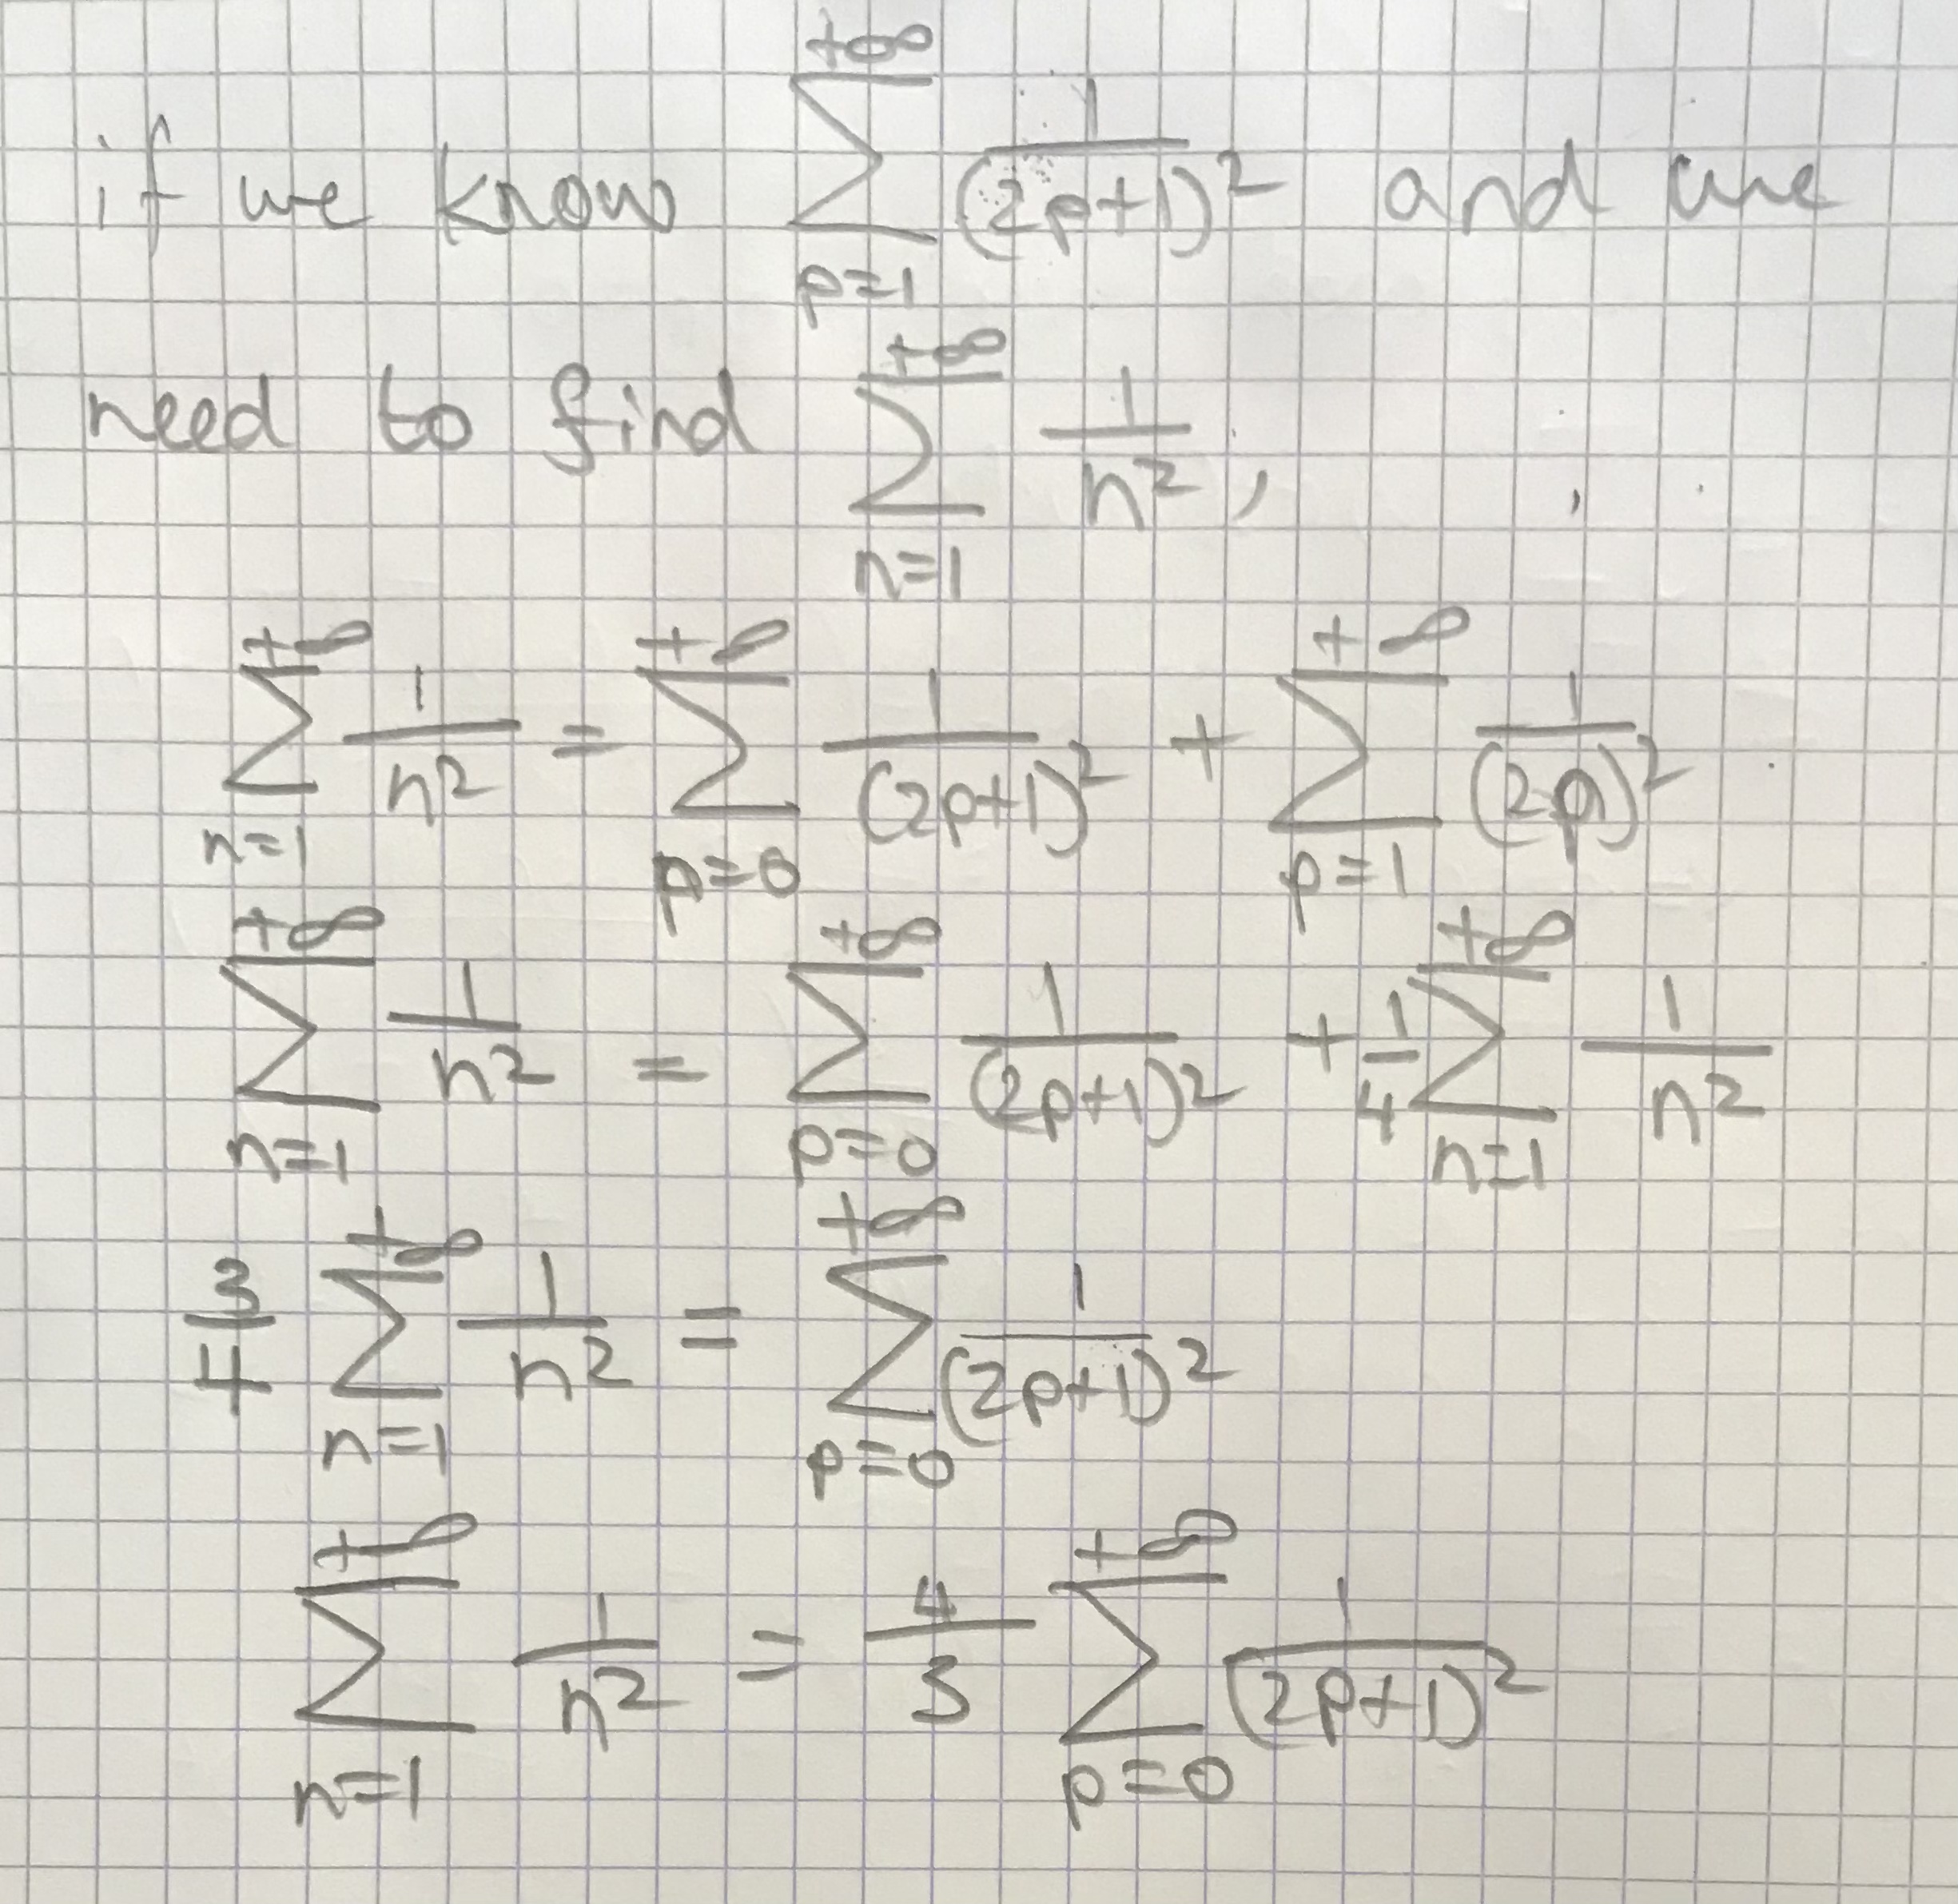 if we know $\sum_{p=1}^{+\infty} \frac{1}{(2p+1)^2}$ and we
need to find $\sum_{n=1}^{+\infty} \frac{1}{n^2}$,
$\sum_{n=1}^{+\infty} \frac{1}{n^2} = \sum_{p=0}^{+\infty} \frac{1}{(2p+1)^2} + \sum_{p=1}^{+\infty} \frac{1}{(2p)^2}$
$\sum_{n=1}^{+\infty} \frac{1}{n^2} = \sum_{p=0}^{+\infty} \frac{1}{(2p+1)^2} + \frac{1}{4} \sum_{n=1}^{+\infty} \frac{1}{n^2}$
$\frac{3}{4} \sum_{n=1}^{+\infty} \frac{1}{n^2} = \sum_{p=0}^{+\infty} \frac{1}{(2p+1)^2}$
$\sum_{n=1}^{+\infty} \frac{1}{n^2} = \frac{4}{3} \sum_{p=0}^{+\infty} \frac{1}{(2p+1)^2}$